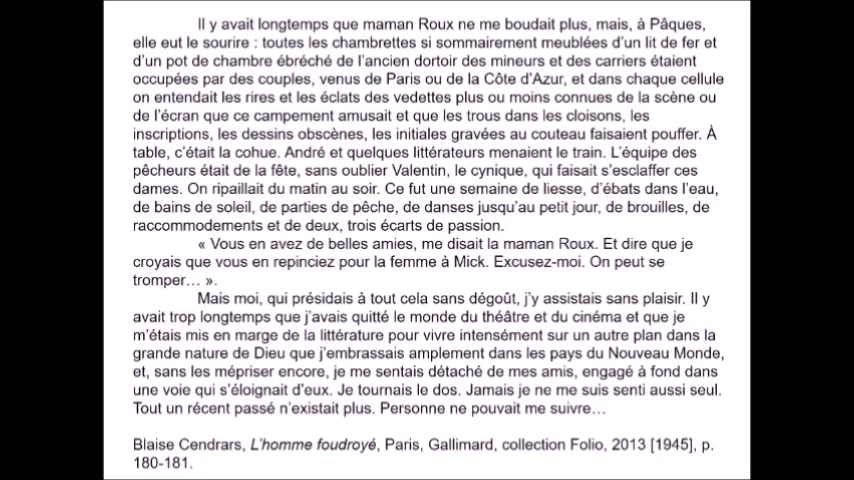 Il y avait longtemps que maman Roux ne me boudait plus, mais, à Pâques,
elle eut le sourire : toutes les chambrettes si sommairement meublées d’un lit de fer et
d’un pot de chambre ébréché de l’ancien dortoir des mineurs et des carriers étaient
occupées par des couples, venus de Paris ou de la Côte d’Azur, et dans chaque cellule
on entendait les rires et les éclats des vedettes plus ou moins connues de la scène ou
de l’écran que ce campement amusait et que les trous dans les cloisons, les
inscriptions, les dessins obscènes, les initiales gravées au couteau faisaient pouffer. À
table, c’était la cohue. André et quelques littérateurs menaient le train. L’équipe des
pêcheurs était de la fête, sans oublier Valentin, le cynique, qui faisait s’esclaffer ces
dames. On ripaillait du matin au soir. Ce fut une semaine de liesse, d’ébats dans l’eau,
de bains de soleil, de parties de pêche, de danses jusqu’au petit jour, de brouilles, de
raccommodements et de deux, trois écarts de passion.
« Vous en avez de belles amies, me disait la maman Roux. Et dire que je
croyais que vous en repinciez pour la femme à Mick. Excusez-moi. On peut se
tromper… ».
Mais moi, qui présidais à tout cela sans dégoût, j’y assistais sans plaisir. Il y
avait trop longtemps que j’avais quitté le monde du théâtre et du cinéma et que je
m’étais mis en marge de la littérature pour vivre intensément sur un autre plan dans la
grande nature de Dieu que j’embrassais amplement dans les pays du Nouveau Monde,
et, sans les mépriser encore, je me sentais détaché de mes amis, engagé à fond dans
une voie qui s’éloignait d’eux. Je tournais le dos. Jamais je ne me suis senti aussi seul.
Tout un récent passé n’existait plus. Personne ne pouvait me suivre…
Blaise Cendrars, L’homme foudroyé, Paris, Gallimard, collection Folio, 2013 [1945], p.
180-181.